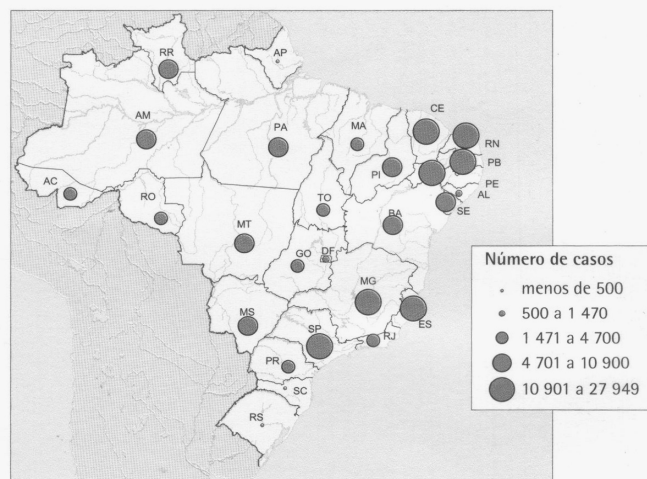 AP
RR
CE
AM
PA
MA
RN
PB
PI
PE
AC
AL
TO
RO
SE
BA
MT
DF
GO
MG
MS
ES
SP
RJ
PR
SC
RS
Número de casos
menos de 500
500 a 1 470
1 471 a 4 700
4 701 a 10 900
10 901 a 27 949